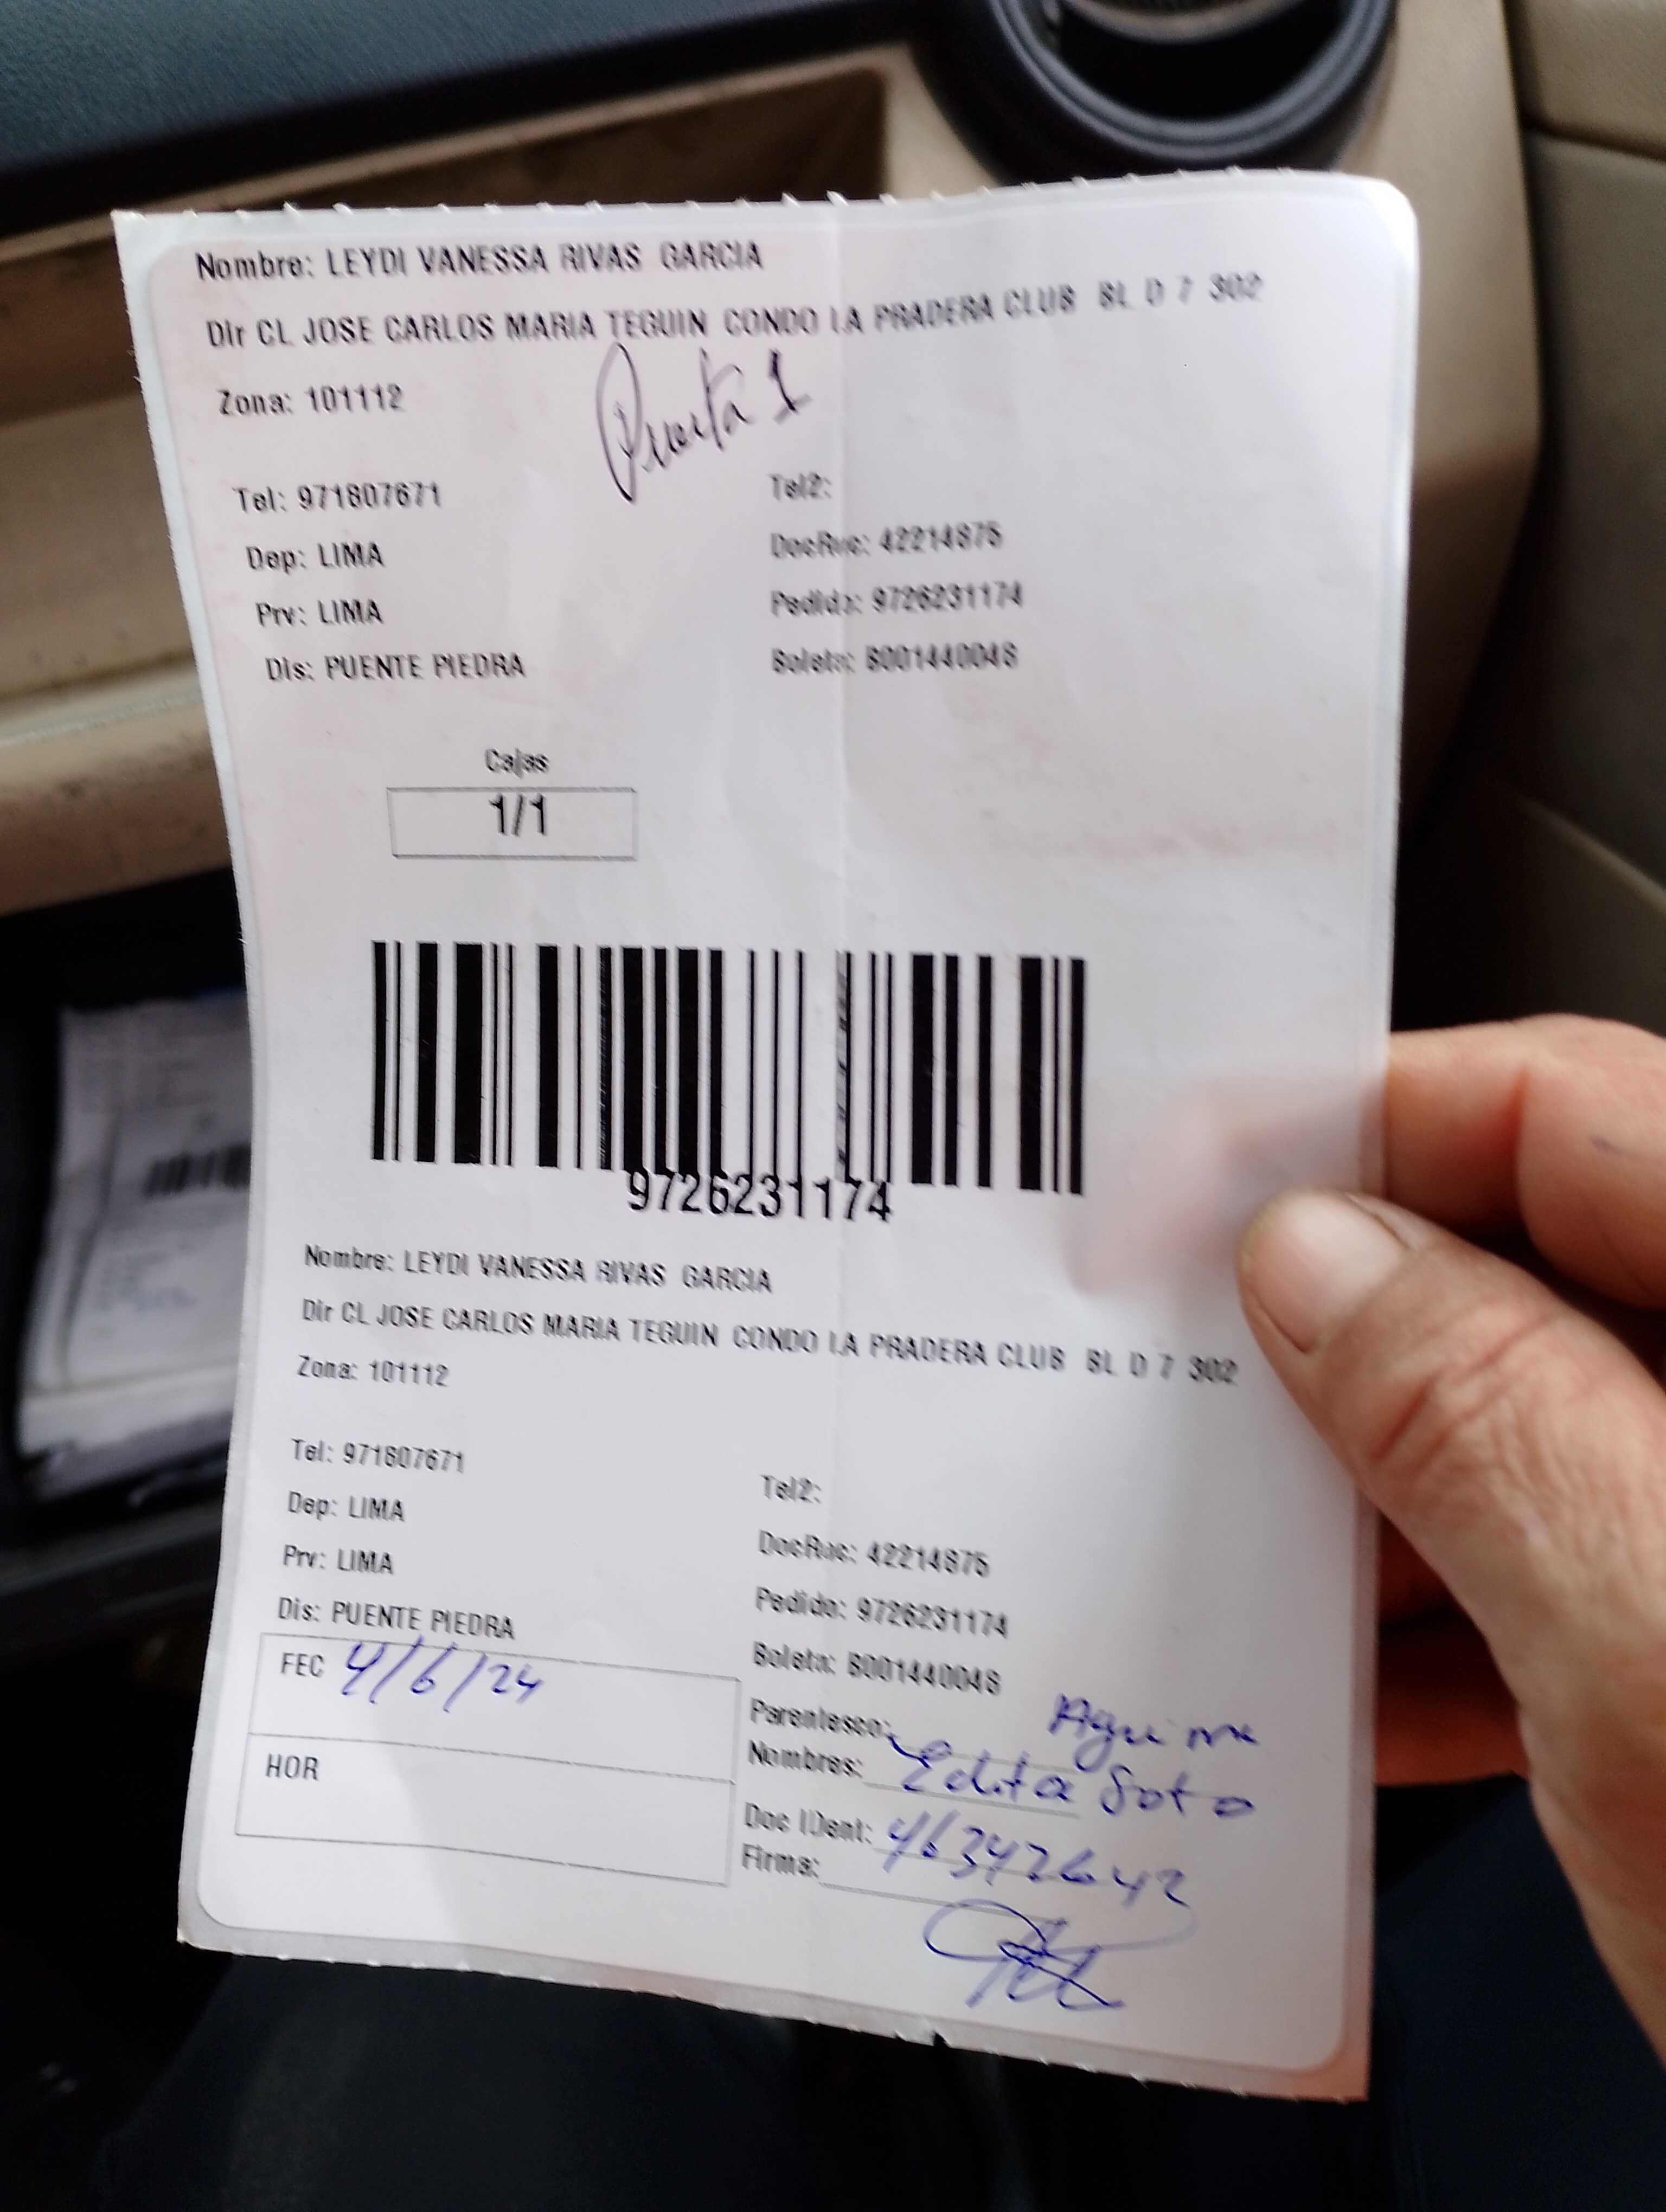 Nombre: LEYDI VANESSA RIVAS GARCIA
Dir CL JOSE CARLOS MARIA TEGUIN CONDO LA PRADERA CLUB BL D 7 302
Puerta 1
Zona: 101112
Tel: 971807671 Tel2:
Dep: LIMA DocRuc: 42214875
Prv: LIMA Pedido: 9726231174
Dis: PUENTE PIEDRA Boleta: B001440048
Cajas
1/1
9726231174
Nombre: LEYDI VANESSA RIVAS GARCIA
Dir CL JOSE CARLOS MARIA TEGUIN CONDO LA PRADERA CLUB BL D 7 302
Zona: 101112
Tel: 971807671 Tel2:
Dep: LIMA DocRuc: 42214875
Prv: LIMA Pedido: 9726231174
Dis: PUENTE PIEDRA Boleta: B001440048
FEC 4/6/24 Parentesco:
Nombres: Edita Soto
HOR Doc IDent: 46347642
Firma: